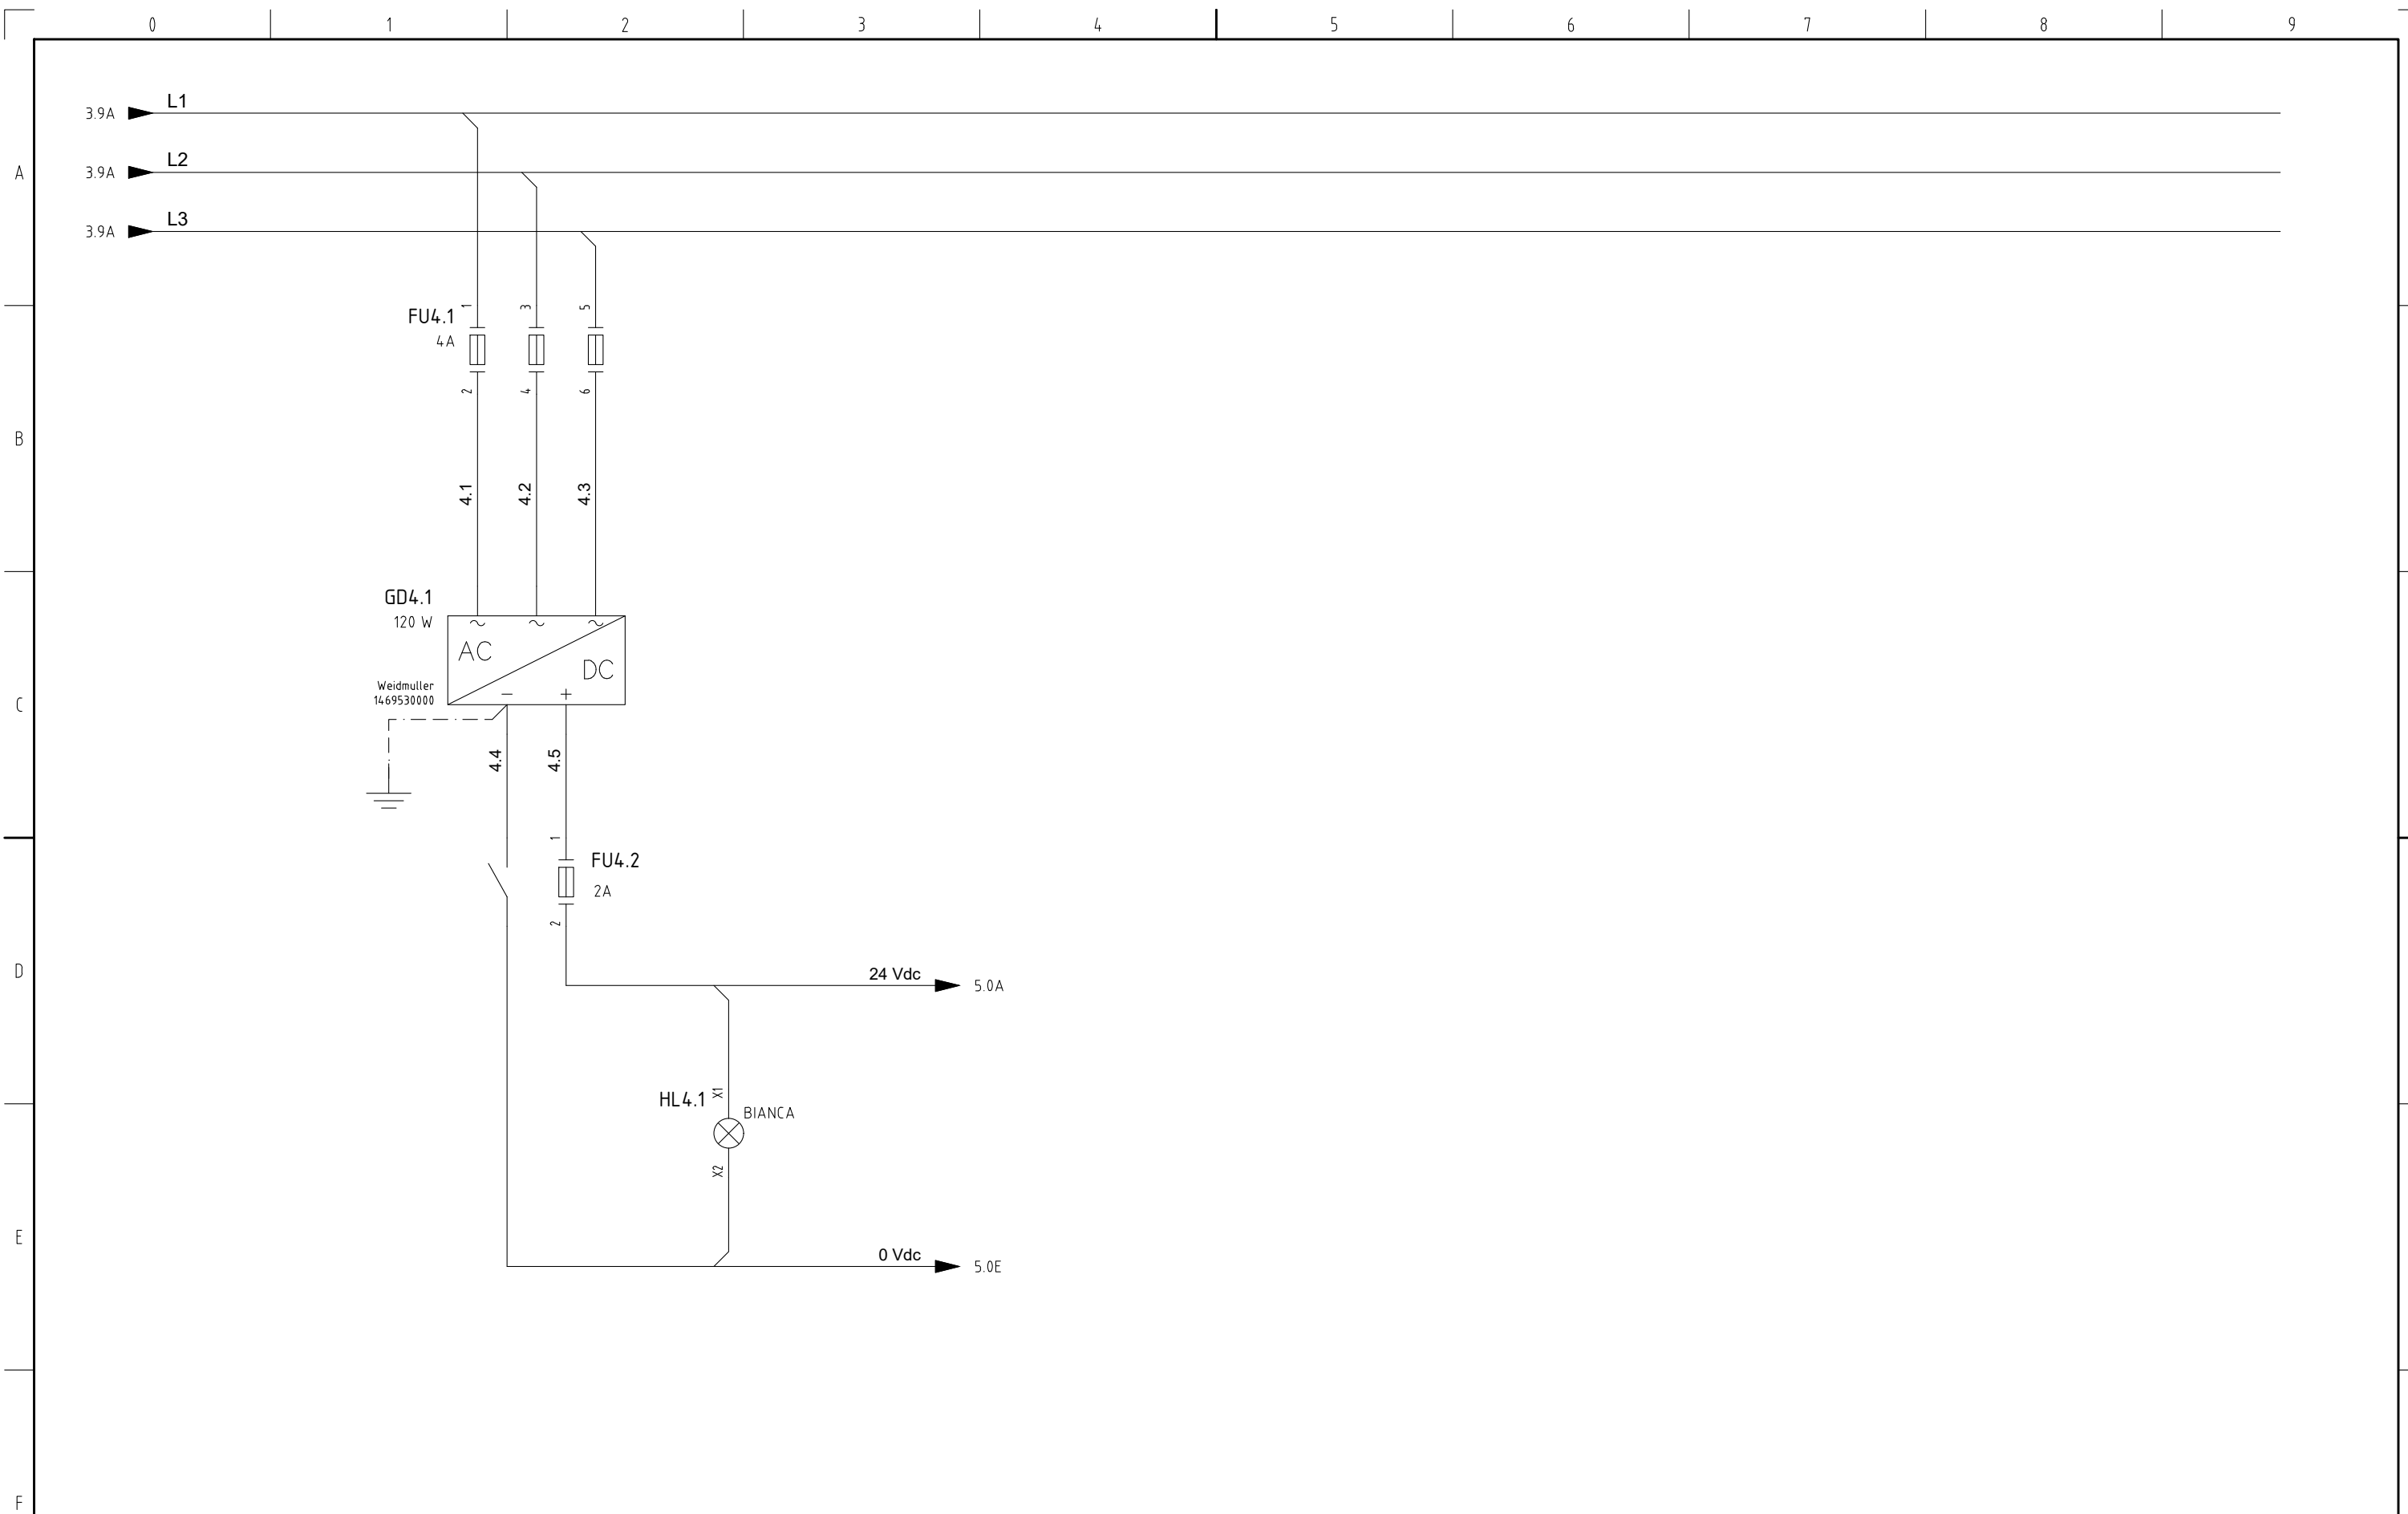 0 1 2 3 4 5 6 7 8 9
3.9A L1
A 3.9A L2
3.9A L3
1 3 5
FU4.1
4A
2 4 6
B
4.1 4.2 4.3
GD4.1
120 W
AC
DC
Weidmuller
1469530000
- +
C
4.4 4.5
1
FU4.2
2A
2
D
24 Vdc 5.0A
X1
HL4.1
BIANCA
X2
E
0 Vdc 5.0E
F